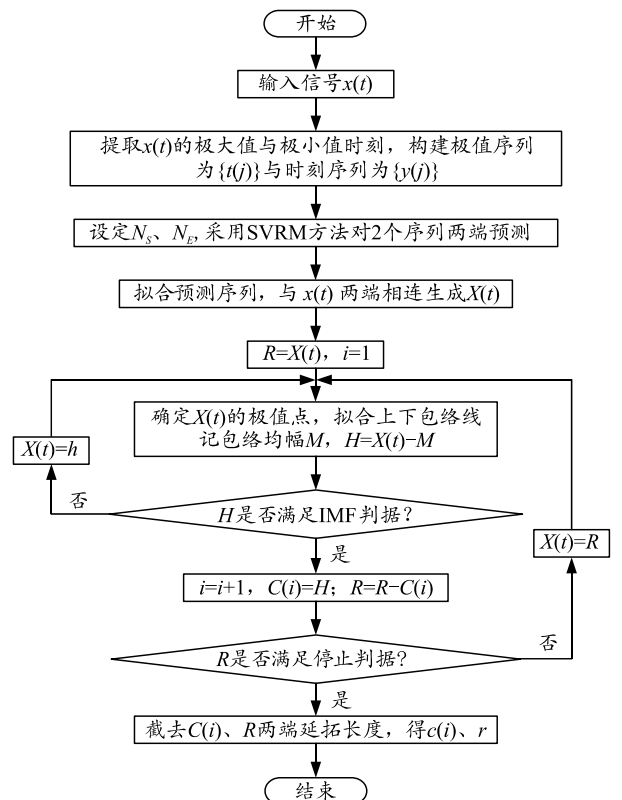 开始
输入信号x(t)
提取x(t)的极大值与极小值时刻，构建极值序列
为{t(j)}与时刻序列为{y(j)}
设定N_S、N_E,采用SVRM方法对2个序列两端预测
拟合预测序列，与 x(t) 两端相连生成X(t)
R=X(t)，i=1
确定X(t)的极值点，拟合上下包络线
记包络均幅M，H=X(t)−M
X(t)=h
否
H是否满足IMF判据?
X(t)=R
是
i=i+1，C(i)=H；R=R−C(i)
否
R是否满足停止判据?
是
截去C(i)、R两端延拓长度，得c(i)、r
结束